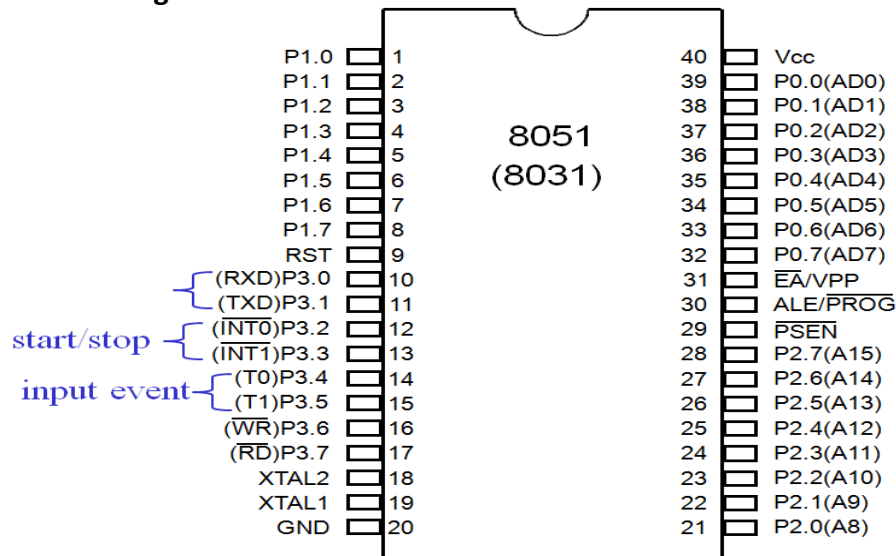 8051
(8031)
P1.0 1
P1.1 2
P1.2 3
P1.3 4
P1.4 5
P1.5 6
P1.6 7
P1.7 8
RST 9
(RXD)P3.0 10
(TXD)P3.1 11
start/stop
(INT0)P3.2 12
(INT1)P3.3 13
input event
(T0)P3.4 14
(T1)P3.5 15
(WR)P3.6 16
(RD)P3.7 17
XTAL2 18
XTAL1 19
GND 20
40 Vcc
39 P0.0(AD0)
38 P0.1(AD1)
37 P0.2(AD2)
36 P0.3(AD3)
35 P0.4(AD4)
34 P0.5(AD5)
33 P0.6(AD6)
32 P0.7(AD7)
31 EA/VPP
30 ALE/PROG
29 PSEN
28 P2.7(A15)
27 P2.6(A14)
26 P2.5(A13)
25 P2.4(A12)
24 P2.3(A11)
23 P2.2(A10)
22 P2.1(A9)
21 P2.0(A8)